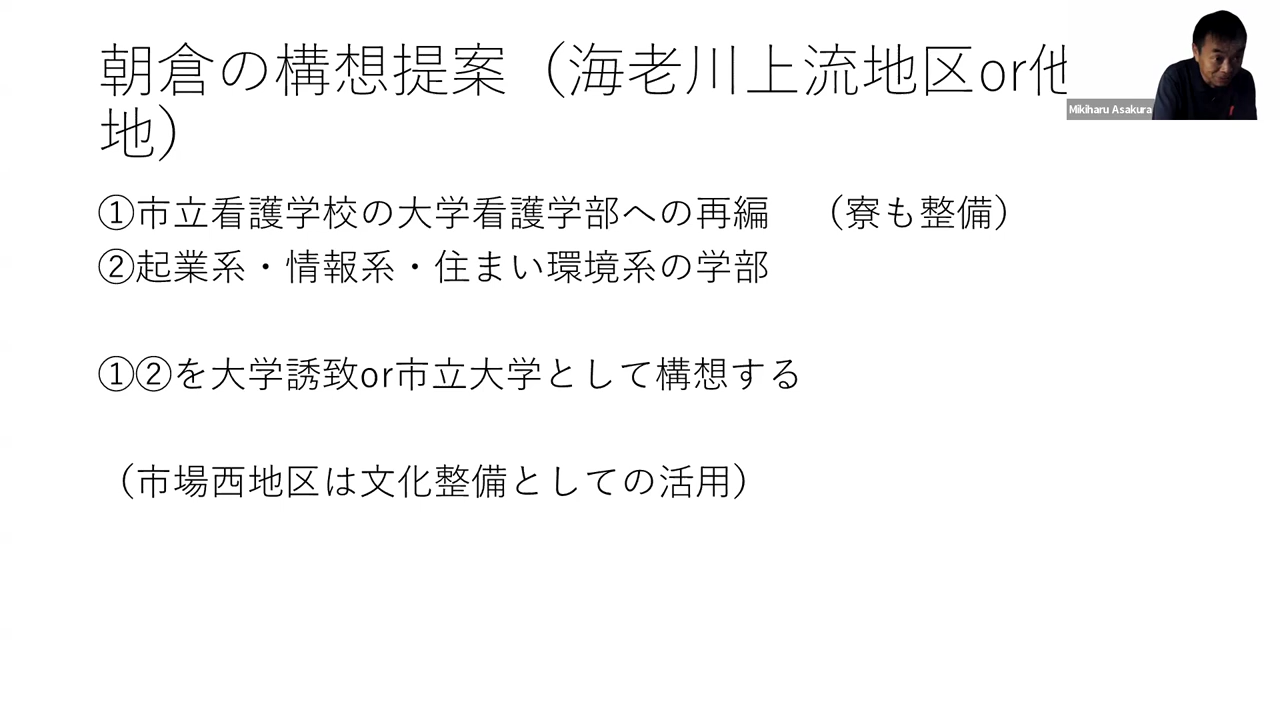 朝倉の構想提案（海老川上流地区or他
地）
Mikiharu Asakura
①市立看護学校の大学看護学部への再編　（寮も整備）
②起業系・情報系・住まい環境系の学部
①②を大学誘致or市立大学として構想する
（市場西地区は文化整備としての活用）